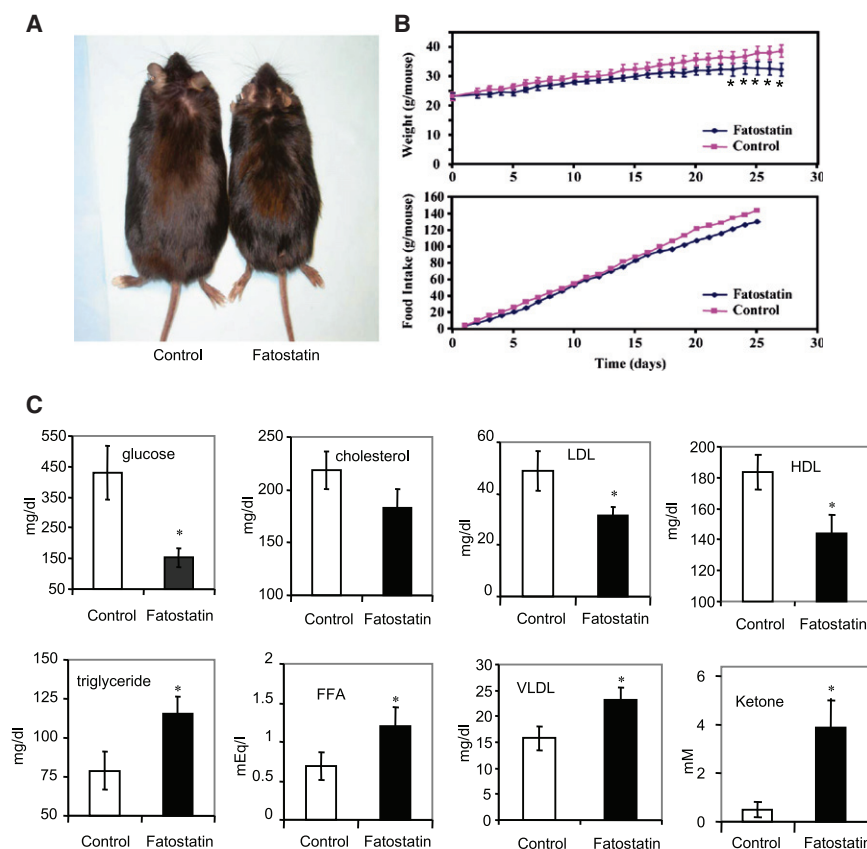 A
Control Fatostatin
B
Weight (g/mouse)
40
30
20
10
0
* * * * *
Fatostatin
Control
0 5 10 15 20 25 30
Food Intake (g/mouse)
160
140
120
100
80
60
40
20
0
Fatostatin
Control
0 5 10 15 20 25 30
Time (days)
C
glucose
mg/dl
550
450
350
250
150
50
*
Control Fatostatin
cholesterol
mg/dl
250
200
150
100
Control Fatostatin
LDL
mg/dl
60
40
20
0
*
Control Fatostatin
HDL
mg/dl
200
180
160
140
120
100
*
Control Fatostatin
triglyceride
mg/dl
150
125
100
75
50
*
Control Fatostatin
FFA
mEq/l
2
1.5
1
0.5
0
*
Control Fatostatin
VLDL
mg/dl
30
25
20
15
10
5
0
*
Control Fatostatin
Ketone
mM
6
4
2
0
*
Control Fatostatin